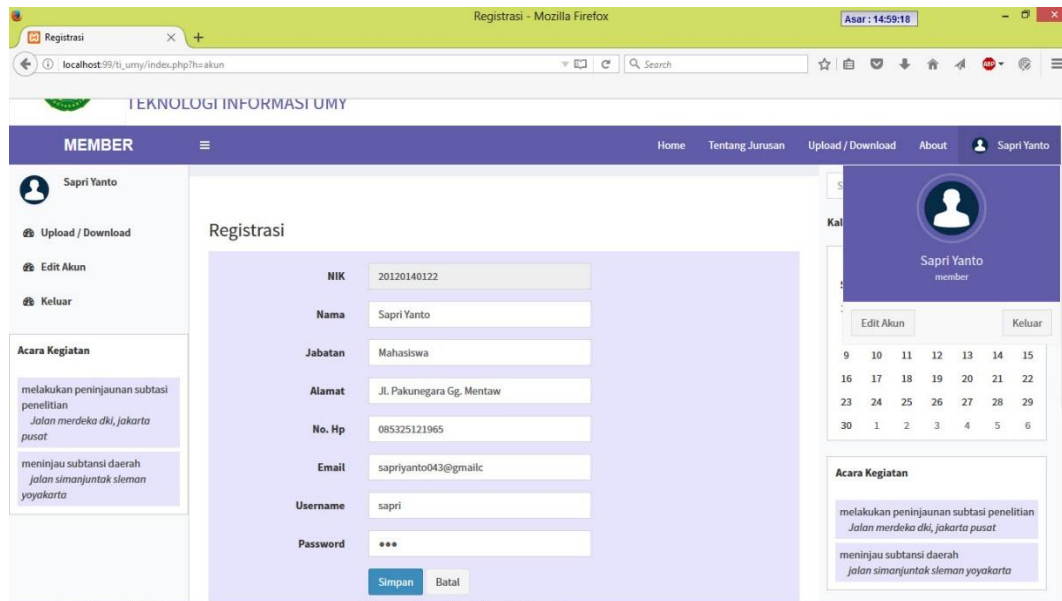 Registrasi - Mozilla Firefox
Asar : 14:59:18
Registrasi
localhost:99/ti_umy/index.php?h=akun
Search
ABP
TEKNOLOGI INFORMASI UMY
MEMBER
Home
Tentang Jurusan
Upload / Download
About
Sapri Yanto
Sapri Yanto
Upload / Download
Edit Akun
Keluar
Acara Kegiatan
melakukan peninjaunan subtasi
penelitian
Jalan merdeka dki, jakarta
pusat
meninjau subtansi daerah
jalan simanjuntak sleman
yoyakarta
Registrasi
NIK 20120140122
Nama Sapri Yanto
Jabatan Mahasiswa
Alamat Jl. Pakunegara Gg. Mentaw
No. Hp 085325121965
Email sapriyanto043@gmailc
Username sapri
Password •••
Simpan Batal
Kal
Sapri Yanto
member
Edit Akun Keluar
9 10 11 12 13 14 15
16 17 18 19 20 21 22
23 24 25 26 27 28 29
30 1 2 3 4 5 6
Acara Kegiatan
melakukan peninjaunan subtasi penelitian
Jalan merdeka dki, jakarta pusat
meninjau subtansi daerah
jalan simanjuntak sleman yoyakarta